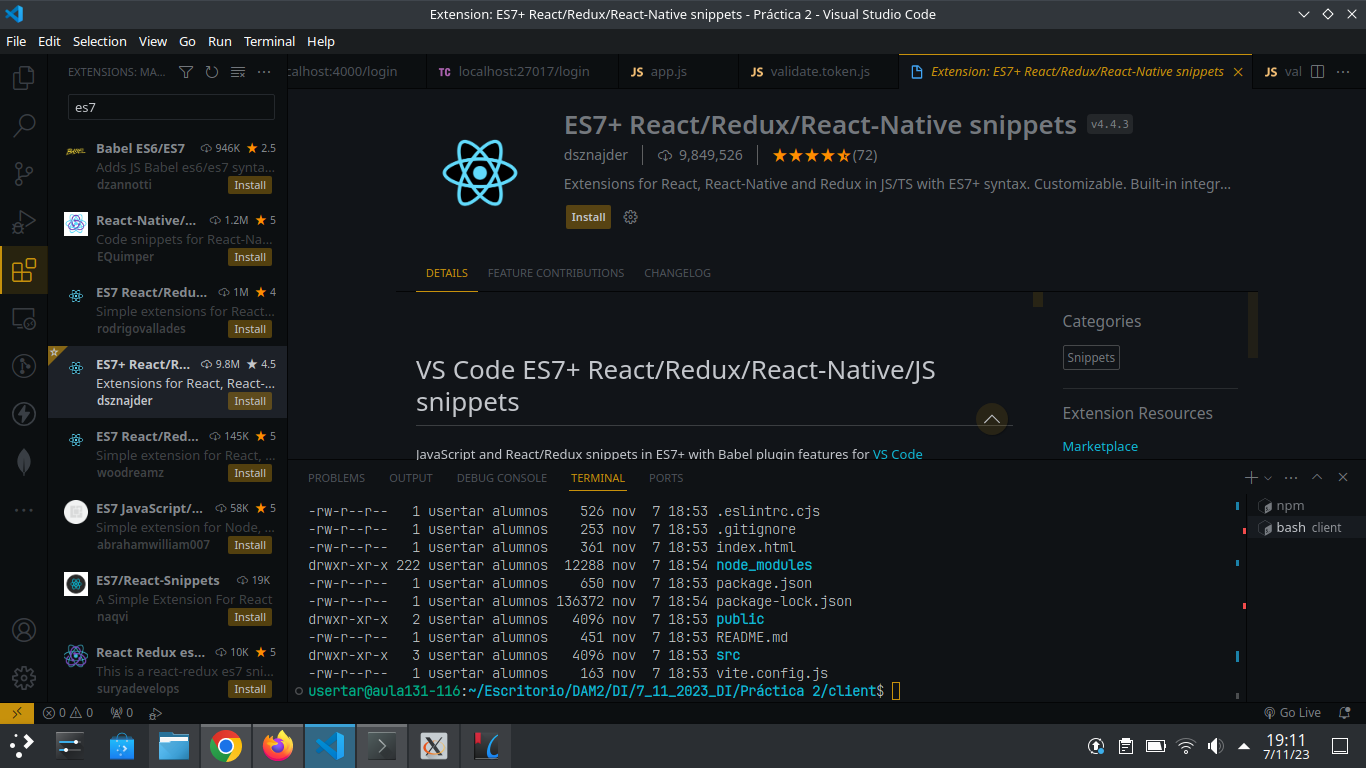 Extension: ES7+ React/Redux/React-Native snippets - Práctica 2 - Visual Studio Code
File Edit Selection View Go Run Terminal Help
EXTENSIONS: MA...
calhost:4000/login
TC localhost:27017/login
JS app.js
JS validate.token.js
Extension: ES7+ React/Redux/React-Native snippets
JS val
es7
Babel ES6/ES7 946K 2.5
Adds JS Babel es6/es7 synta...
dzannotti Install
React-Native/... 1.2M 5
Code snippets for React-Na...
EQuimper Install
ES7 React/Redu... 1M 4
Simple extensions for React...
rodrigovallades Install
ES7+ React/R... 9.8M 4.5
Extensions for React, React-...
dsznajder Install
ES7 React/Red... 145K 5
Simple extension for React, ...
woodreamz Install
ES7 JavaScript/... 58K 5
Simple extension for Node, ...
abrahamwilliam007 Install
ES7/React-Snippets 19K
A Simple Extension For React
naqvi Install
React Redux es... 10K 5
This is a react-redux es7 sni...
suryadevelops Install
ES7+ React/Redux/React-Native snippets v4.4.3
dsznajder 9,849,526 (72)
Extensions for React, React-Native and Redux in JS/TS with ES7+ syntax. Customizable. Built-in integr...
Install
DETAILS FEATURE CONTRIBUTIONS CHANGELOG
VS Code ES7+ React/Redux/React-Native/JS
snippets
JavaScript and React/Redux snippets in ES7+ with Babel plugin features for VS Code
Categories
Snippets
Extension Resources
Marketplace
PROBLEMS OUTPUT DEBUG CONSOLE TERMINAL PORTS
-rw-r--r-- 1 usertar alumnos 526 nov 7 18:53 .eslintrc.cjs
-rw-r--r-- 1 usertar alumnos 253 nov 7 18:53 .gitignore
-rw-r--r-- 1 usertar alumnos 361 nov 7 18:53 index.html
drwxr-xr-x 222 usertar alumnos 12288 nov 7 18:54 node_modules
-rw-r--r-- 1 usertar alumnos 650 nov 7 18:53 package.json
-rw-r--r-- 1 usertar alumnos 136372 nov 7 18:54 package-lock.json
drwxr-xr-x 2 usertar alumnos 4096 nov 7 18:53 public
-rw-r--r-- 1 usertar alumnos 451 nov 7 18:53 README.md
drwxr-xr-x 3 usertar alumnos 4096 nov 7 18:53 src
-rw-r--r-- 1 usertar alumnos 163 nov 7 18:53 vite.config.js
usertar@aula131-116:~/Escritorio/DAM2/DI/7_11_2023_DI/Práctica 2/client$
npm
bash client
0 0 0
Go Live
19:11
7/11/23